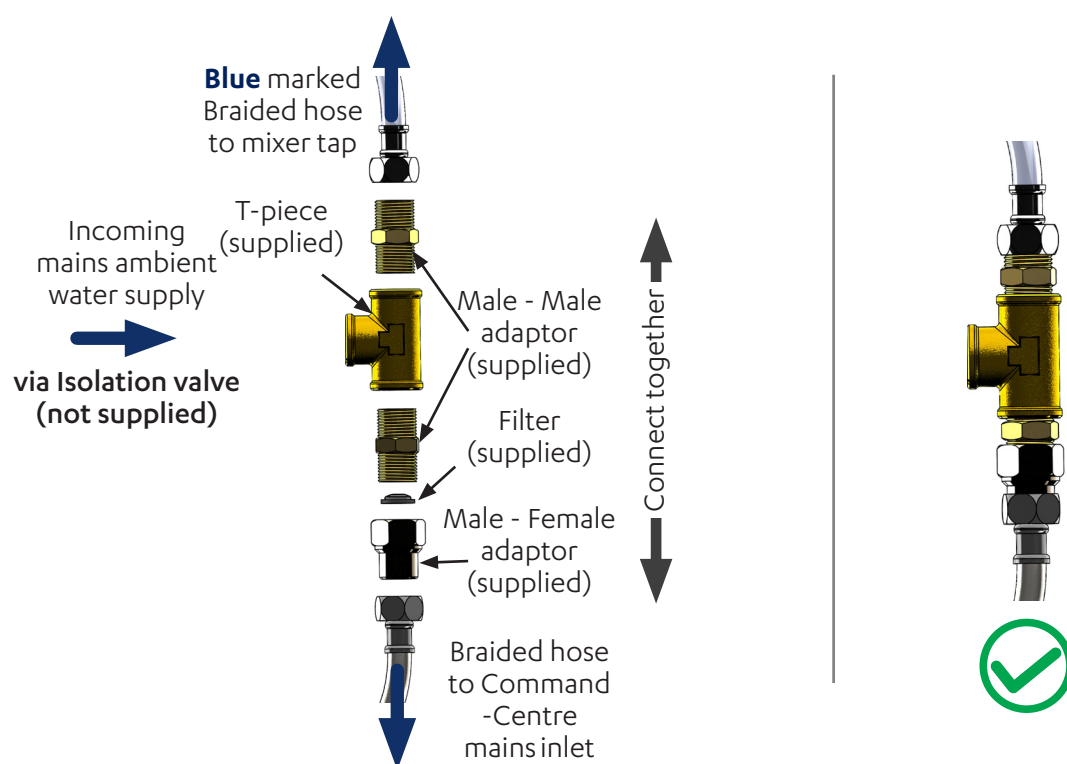 Blue marked
Braided hose
to mixer tap
T-piece
(supplied)
Incoming
mains ambient
water supply
via Isolation valve
(not supplied)
Male - Male
adaptor
(supplied)
Filter
(supplied)
Male - Female
adaptor
(supplied)
Connect together
Braided hose
to Command
-Centre
mains inlet